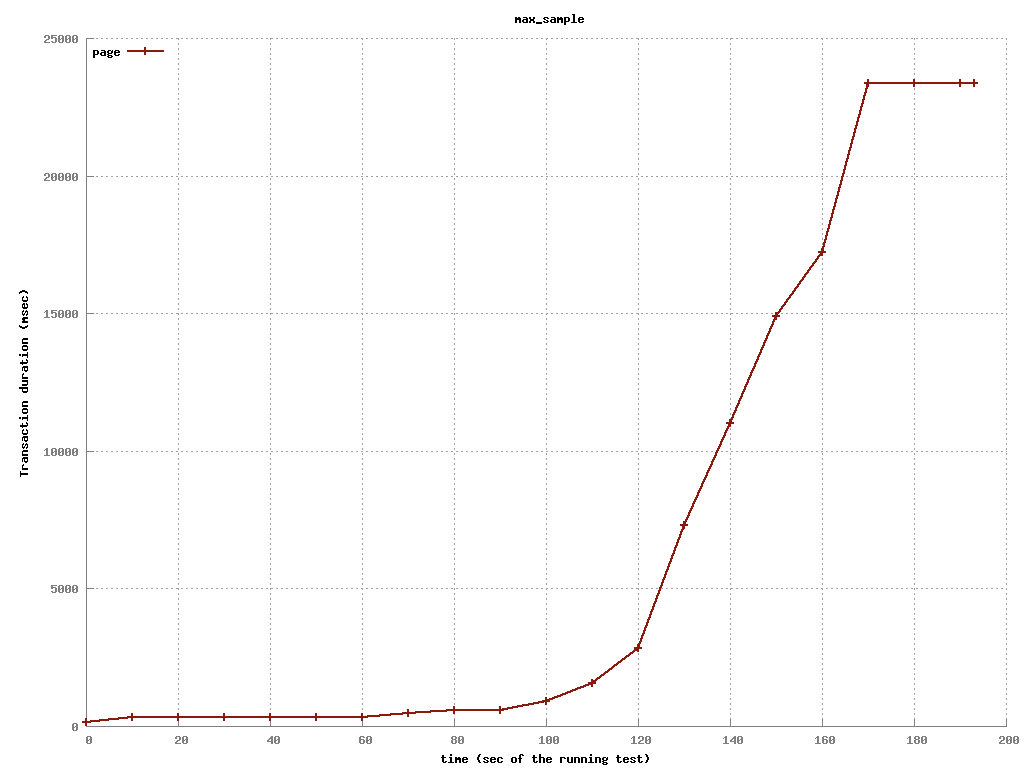 max_sample
25000
page
20000
15000
10000
5000
0
Transaction duration (msec)
0 20 40 60 80 100 120 140 160 180 200
time (sec of the running test)